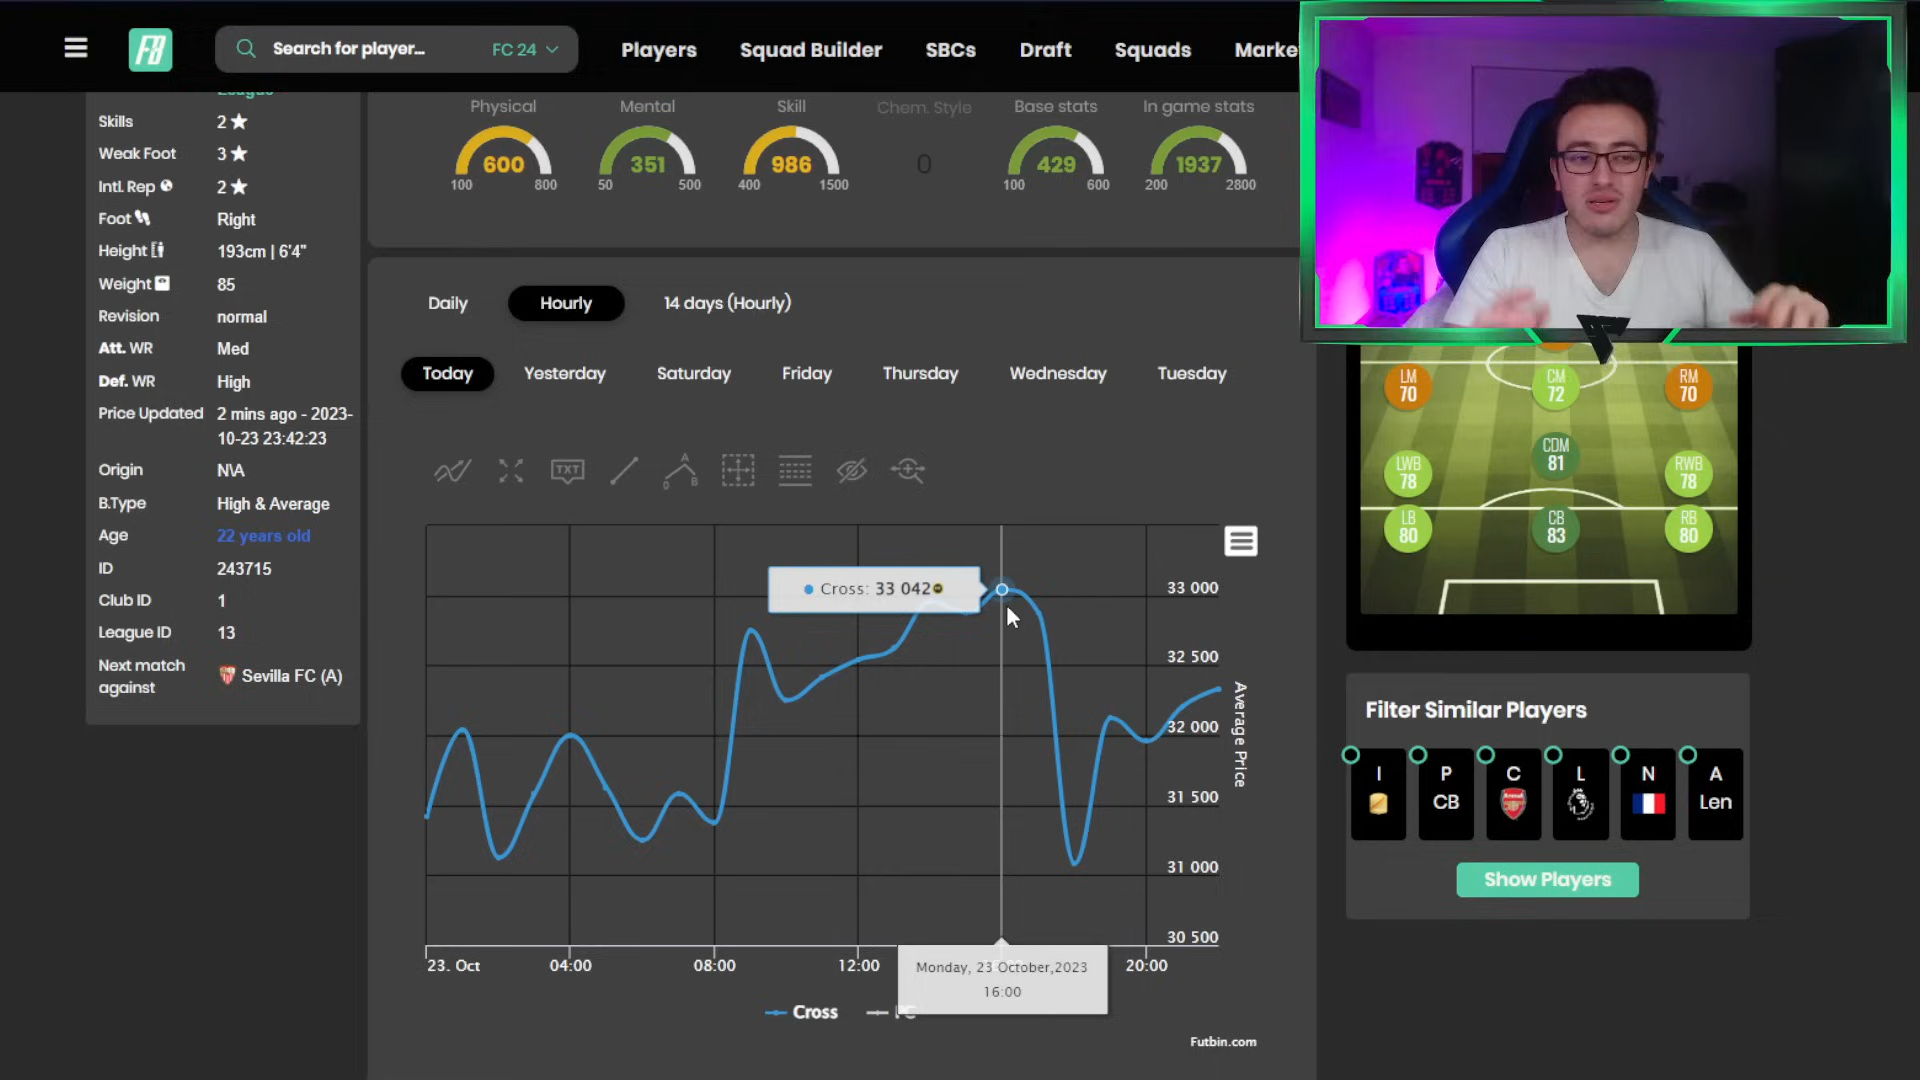 FB
Search for player...
FC 24
Players
Squad Builder
SBCs
Draft
Squads
Marke
League
Skills 2
Weak Foot 3
Intl. Rep 2
Foot Right
Height 193cm | 6'4"
Weight 85
Revision normal
Att. WR Med
Def. WR High
Price Updated 2 mins ago - 2023-
10-23 23:42:23
Origin N\A
B.Type High & Average
Age 22 years old
ID 243715
Club ID 1
League ID 13
Next match
against
Sevilla FC (A)
Physical
600
100 800
Mental
351
50 500
Skill
986
400 1500
Chem. Style
0
Base stats
429
100 600
In game stats
1937
200 2800
Daily
Hourly
14 days (Hourly)
Today
Yesterday
Saturday
Friday
Thursday
Wednesday
Tuesday
TXT
A
0
B
Cross: 33 042
33 000
32 500
32 000
31 500
31 000
30 500
Average Price
23. Oct
04:00
08:00
12:00
20:00
Monday, 23 October,2023
16:00
Cross
Futbin.com
LM
70
CM
72
RM
70
LWB
78
CDM
81
RWB
78
LB
80
CB
83
RB
80
Filter Similar Players
I
P
CB
C
Arsenal
L
N
A
Len
Show Players